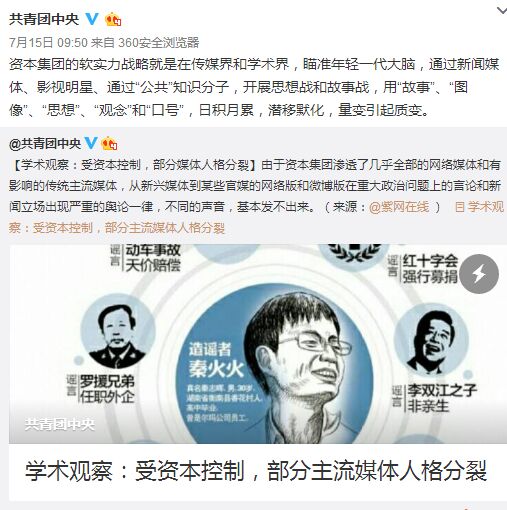 共青团中央
7月15日 09:50 来自 360安全浏览器
资本集团的软实力战略就是在传媒界和学术界，瞄准年轻一代大脑，通过新闻媒
体、影视明星、通过“公共”知识分子，开展思想战和故事战，用“故事”、“图
像”、“思想”、“观念”和“口号”，日积月累，潜移默化，量变引起质变。
@共青团中央
【学术观察：受资本控制，部分媒体人格分裂】由于资本集团渗透了几乎全部的网络媒体和有
影响的传统主流媒体，从新兴媒体到某些官媒的网络版和微博版在重大政治问题上的言论和新
闻立场出现严重的舆论一律，不同的声音，基本发不出来。（来源：@紫网在线 ） 学术观
察：受资本控制，部分主流媒体人格分裂
谣言
动车事故
天价赔偿
谣言
红十字会
强行募捐
造谣者
秦火火
真名秦志晖，男，30岁，
湖南省衡南县香花村人，
高中毕业，
曾是尔玛公司员工。
谣言
罗援兄弟
任职外企
谣言
李双江之子
非亲生
共青团中央
学术观察：受资本控制，部分主流媒体人格分裂